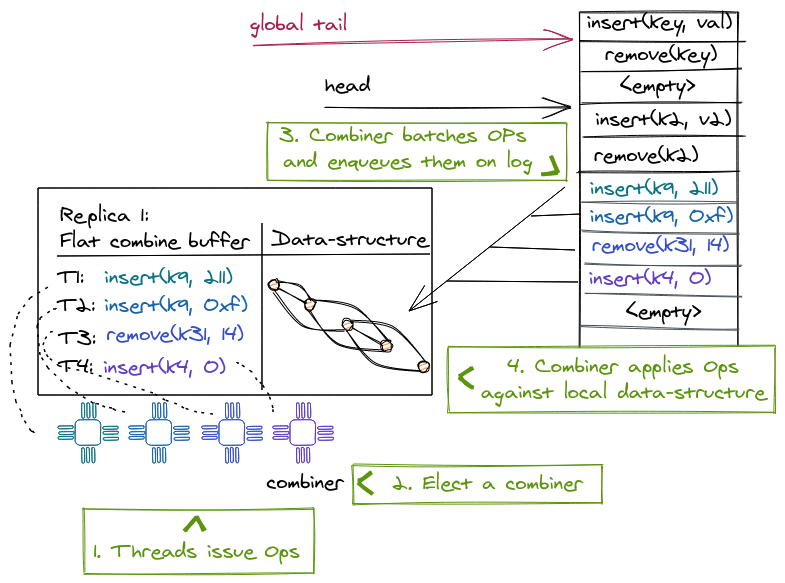 global tail
head
insert(key, val)
remove(key)
<empty>
insert(k2, v2)
remove(k2)
insert(k9, 211)
insert(k9, 0xf)
remove(k31, 14)
insert(k4, 0)
<empty>
3. Combiner batches OPs
and enqueues them on log
Replica 1:
Flat combine buffer
Data-structure
T1: insert(k9, 211)
T2: insert(k9, 0xf)
T3: remove(k31, 14)
T4: insert(k4, 0)
4. Combiner applies Ops
against local data-structure
combiner
2. Elect a combiner
1. Threads issue Ops